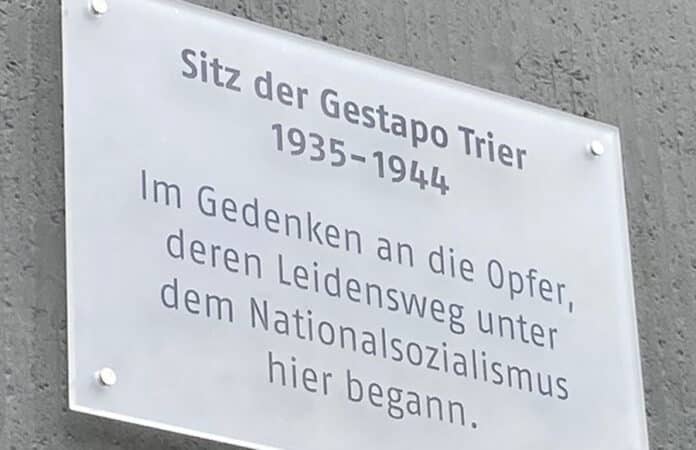 Sitz der Gestapo Trier
1935–1944
Im Gedenken an die Opfer,
deren Leidensweg unter
dem Nationalsozialismus
hier begann.